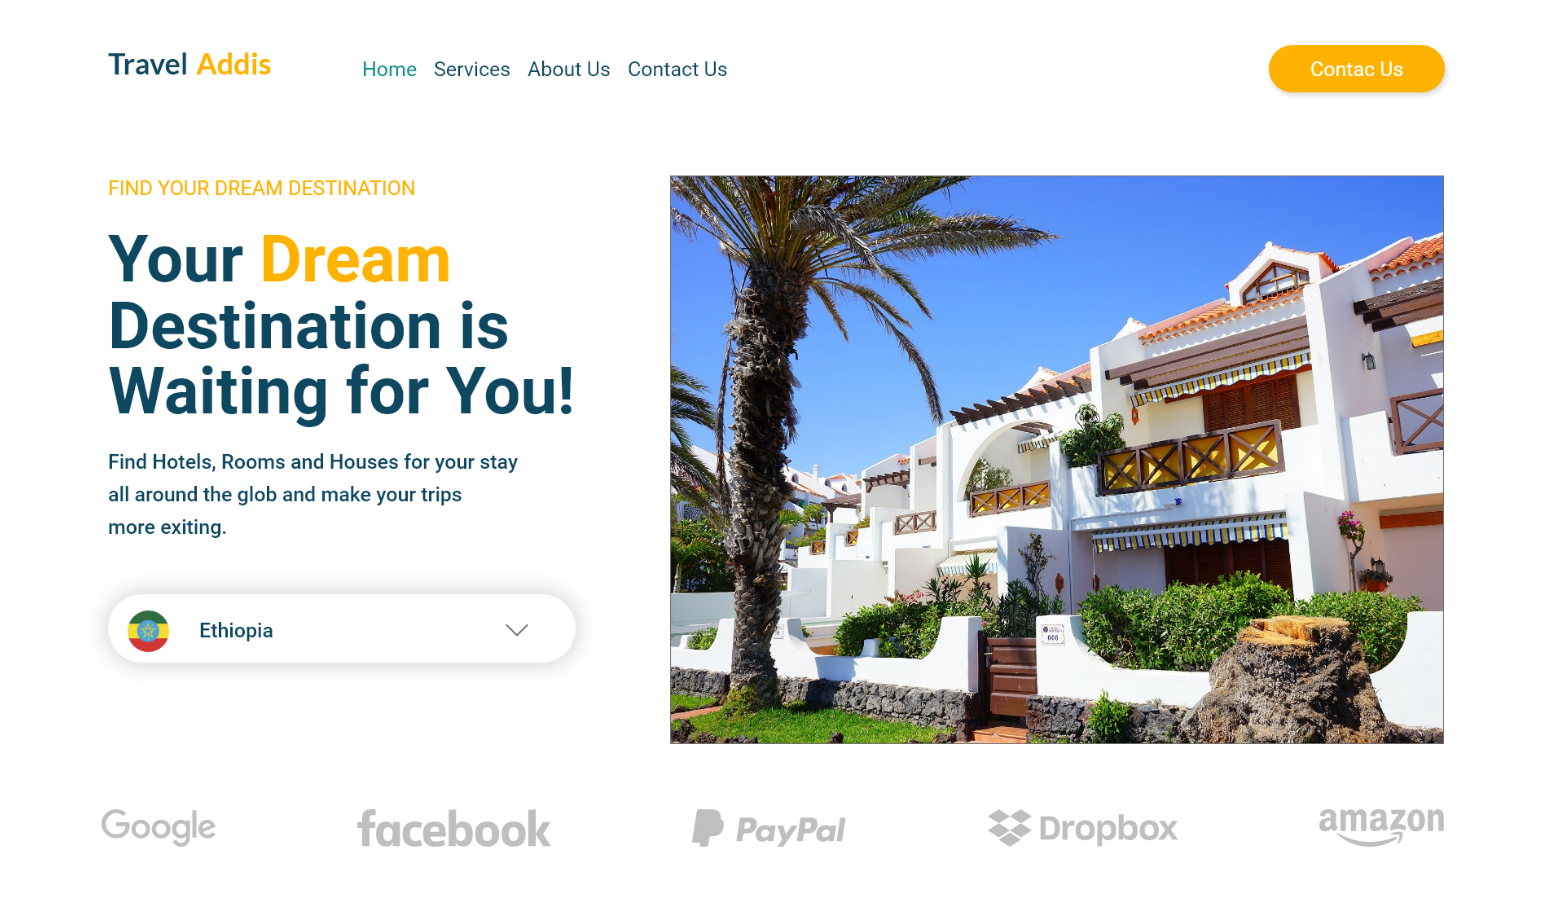 Travel Addis
Home Services About Us Contact Us
Contac Us
FIND YOUR DREAM DESTINATION
Your Dream
Destination is
Waiting for You!
Find Hotels, Rooms and Houses for your stay
all around the glob and make your trips
more exiting.
Ethiopia
006
Google
facebook
PayPal
Dropbox
amazon